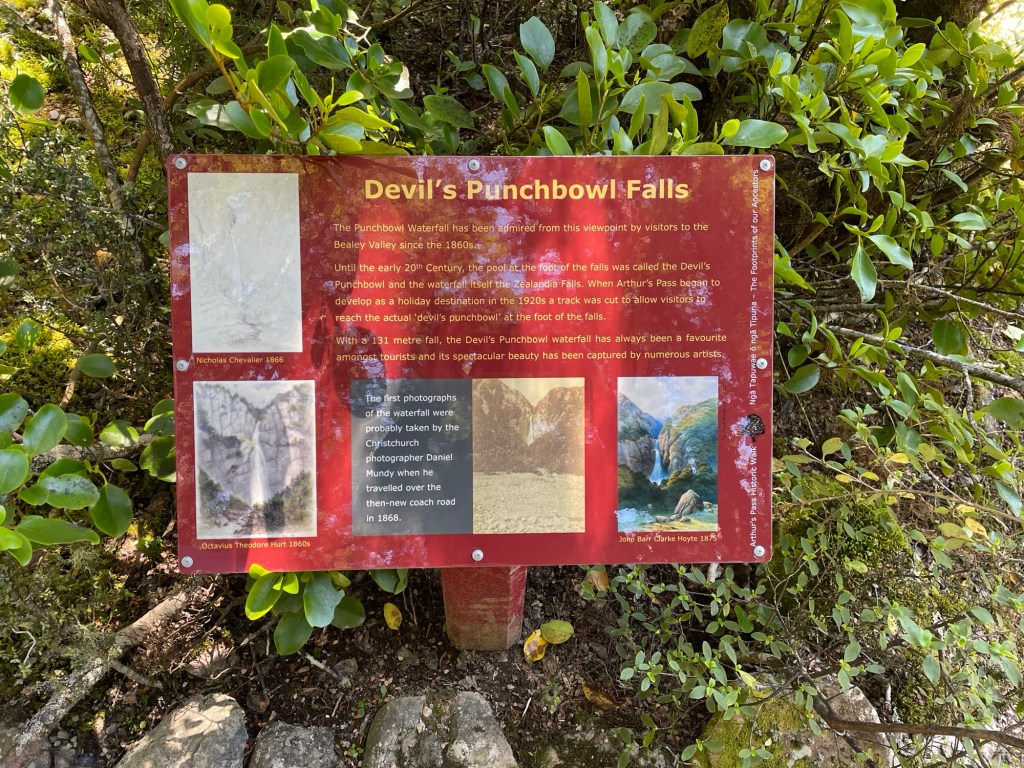 Devil's Punchbowl Falls
The Punchbowl Waterfall has been admired from this viewpoint by visitors to the
Bealey Valley since the 1860s.
Until the early 20th Century, the pool at the foot of the falls was called the Devil's
Punchbowl and the waterfall itself the Zealandia Falls. When Arthur's Pass began to
develop as a holiday destination in the 1920s a track was cut to allow visitors to
reach the actual 'devil's punchbowl' at the foot of the falls.
With a 131 metre fall, the Devil's Punchbowl waterfall has always been a favourite
amongst tourists and its spectacular beauty has been captured by numerous artists.
Nicholas Chevalier 1866
The first photographs
of the waterfall were
probably taken by the
Christchurch
photographer Daniel
Mundy when he
travelled over the
then-new coach road
in 1868.
Octavius Theodore Hurt 1860s
John Barr Clarke Hoyte 1875
Arthur's Pass Historic Walk
Ngā Tapuwae ō ngā Tīpuna – The Footprints of our Ancestors